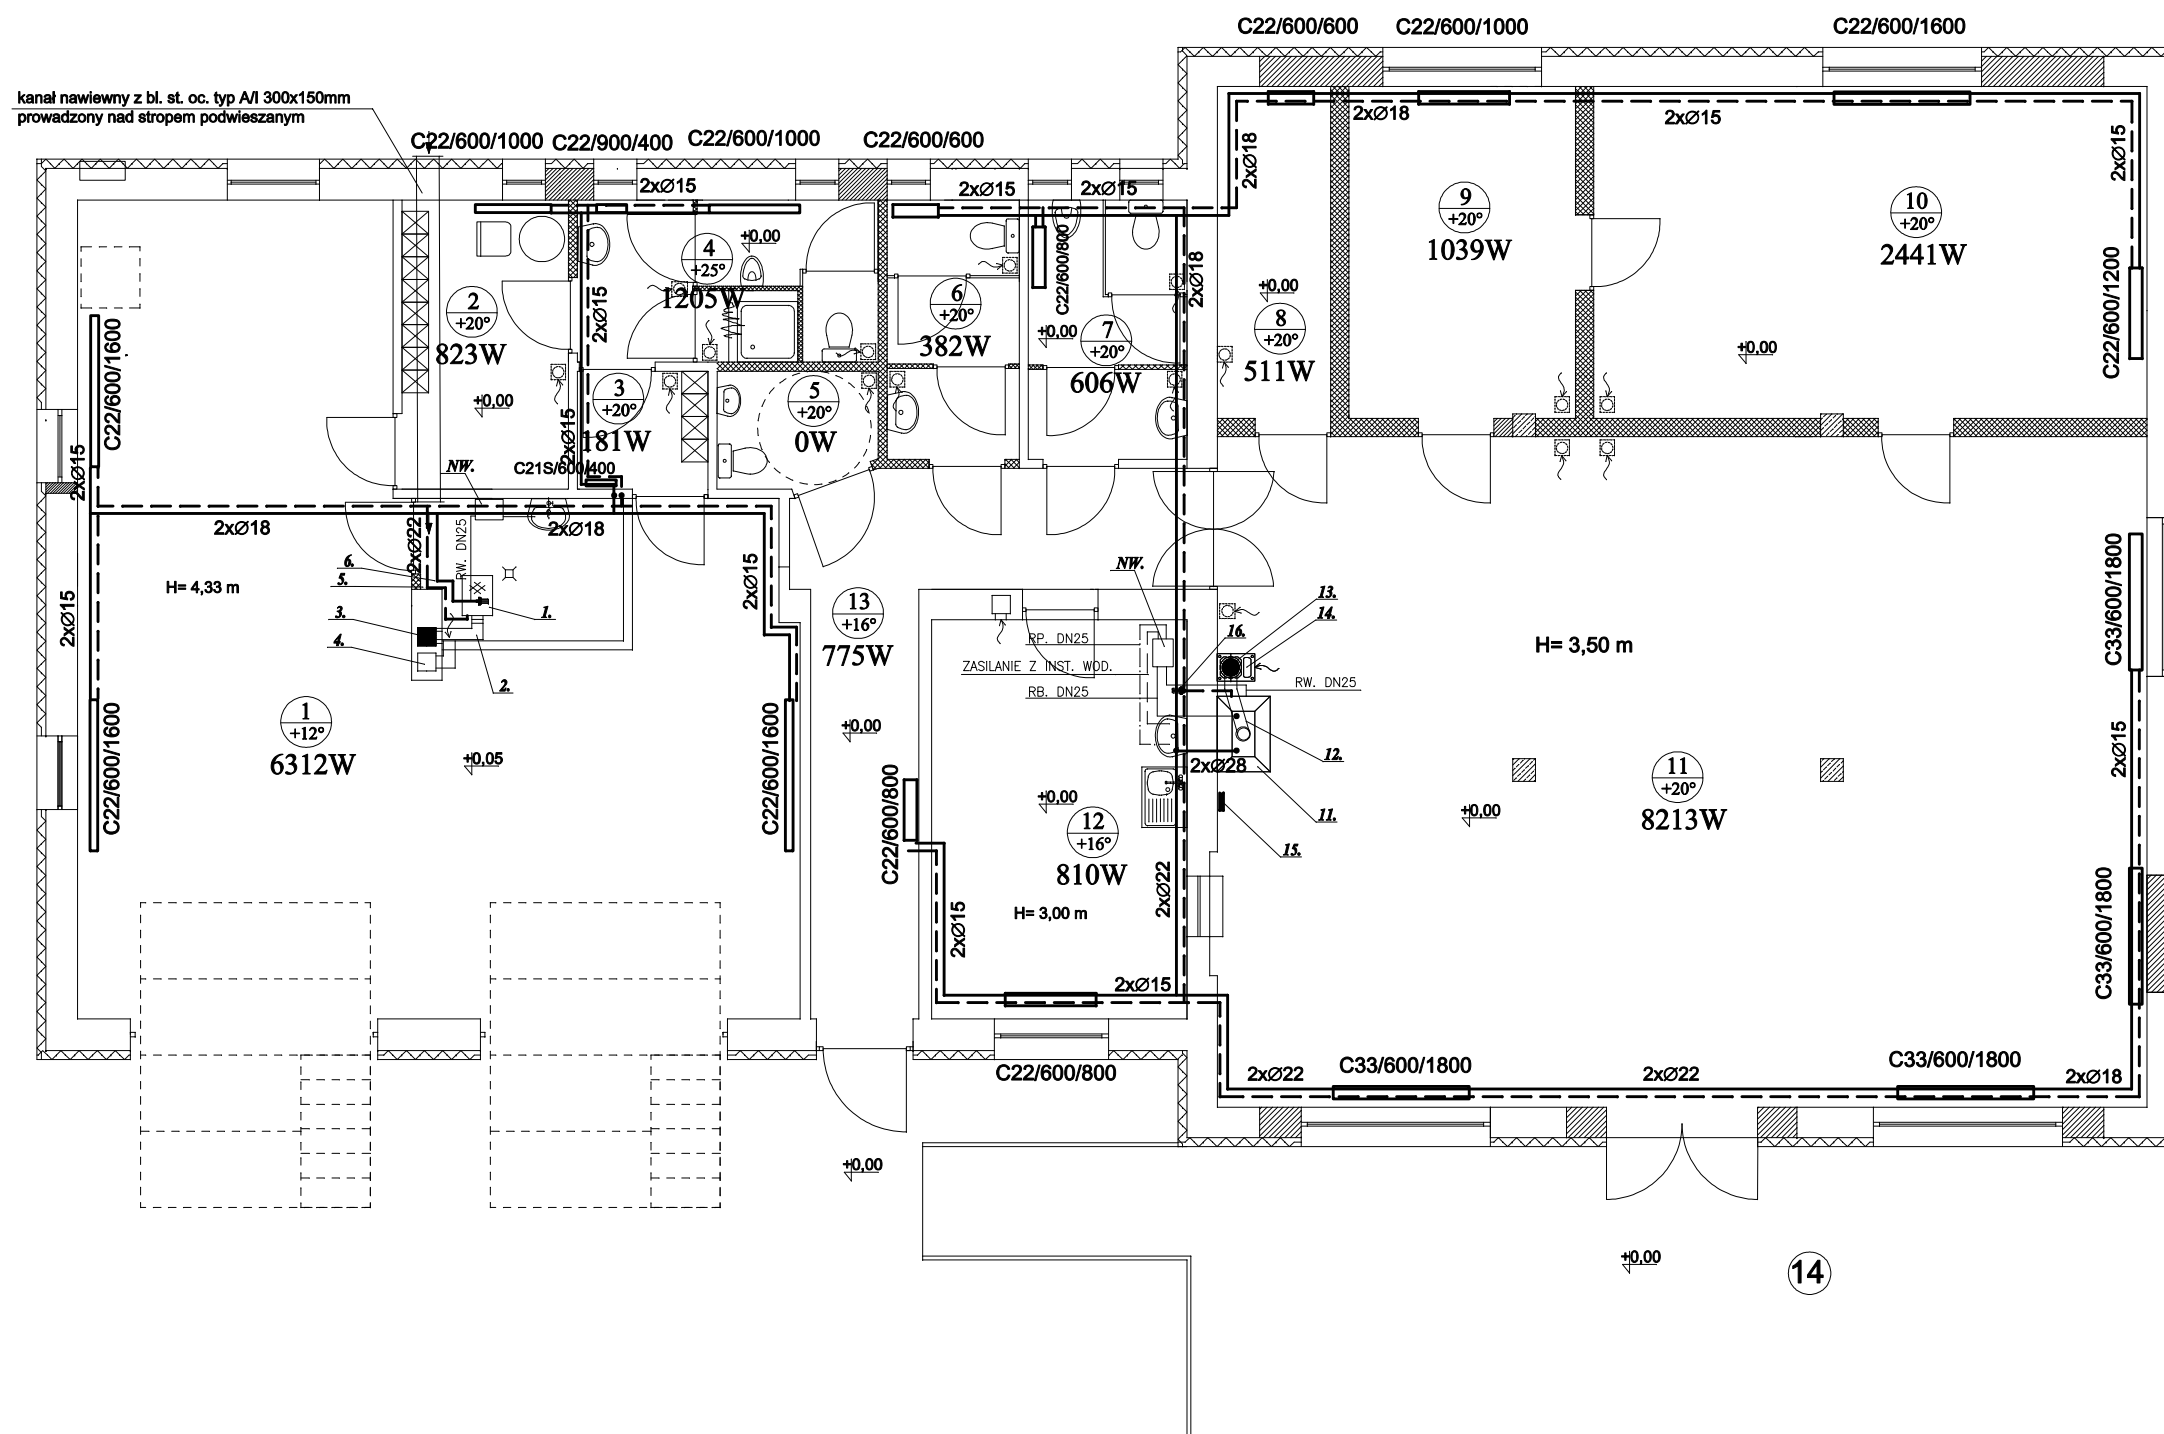 C22/600/600
C22/600/1000
C22/600/1600
kanał nawiewny z bl. st. oc. typ A/I 300x150mm
prowadzony nad stropem podwieszanym
C22/600/1000
C22/900/400
C22/600/1000
C22/600/600
2xØ15
2xØ15
2xØ15
2xØ18
2xØ18
2xØ15
2xØ15
2
+20°
823W
+0,00
4
+25°
1205W
+0,00
2xØ15
2xØ15
3
+20°
181W
C21S/600/400
5
+20°
0W
6
+20°
382W
C22/600/800
+0,00
7
+20°
606W
2xØ18
+0,00
8
+20°
511W
9
+20°
1039W
10
+20°
2441W
+0,00
C22/600/1200
C22/600/1600
2xØ15
NW.
2xØ18
2xØ22
RW. DN25
2xØ18
H= 4,33 m
6.
5.
3.
4.
1.
2.
2xØ15
2xØ15
1
+12°
6312W
+0,05
C22/600/1600
C22/600/1600
13
+16°
775W
+0,00
C22/600/800
NW.
RP. DN25
ZASILANIE Z INST. WOD.
RB. DN25
16.
13.
14.
RW. DN25
12.
2xØ28
11.
15.
+0,00
12
+16°
810W
H= 3,00 m
2xØ22
2xØ15
2xØ15
C22/600/800
H= 3,50 m
11
+20°
8213W
+0,00
C33/600/1800
2xØ15
C33/600/1800
2xØ22
C33/600/1800
2xØ22
C33/600/1800
2xØ18
+0,00
+0,00
14